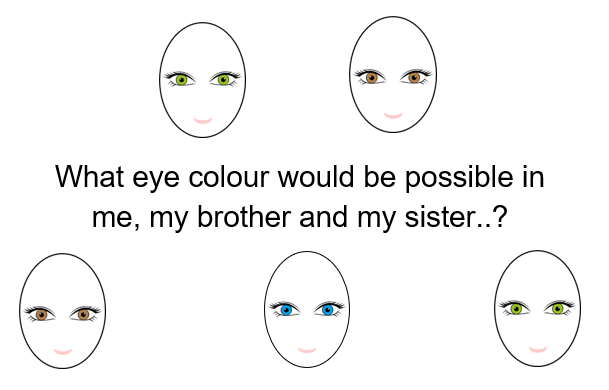 What eye colour would be possible in
me, my brother and my sister..?